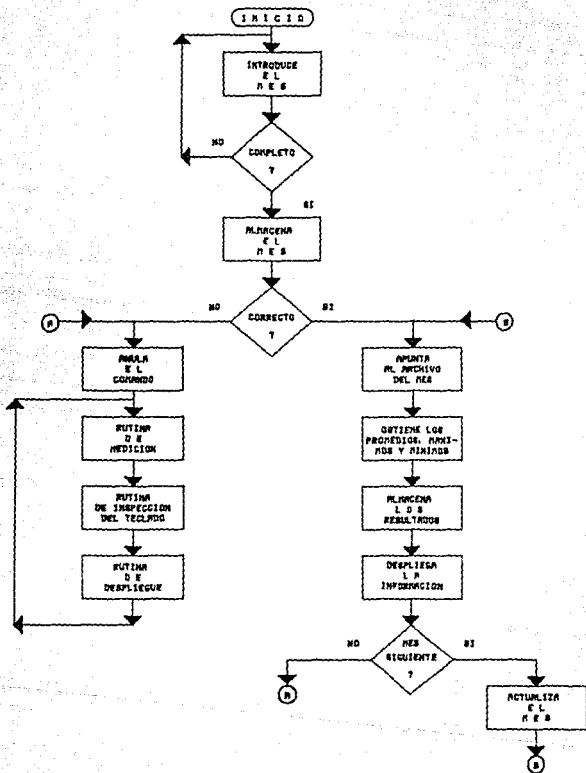 INICIO
INTRODUCE
EL
MES
NO
COMPLETO
?
SI
ALMACENA
EL
MES
NO
CORRECTO
?
SI
A
B
ANULA
EL
COMANDO
APUNTA
AL ARCHIVO
DEL MES
RUTINA
DE
MEDICION
OBTIENE LOS
PROMEDIOS, MAXI-
MOS Y MINIMOS
RUTINA
DE INSPECCION
DEL TECLADO
ALMACENA
LOS
RESULTADOS
RUTINA
DE
DESPLIEGUE
DESPLIEGA
LA
INFORMACION
NO
MES
SIGUIENTE
?
SI
A
ACTUALIZA
EL
MES
B